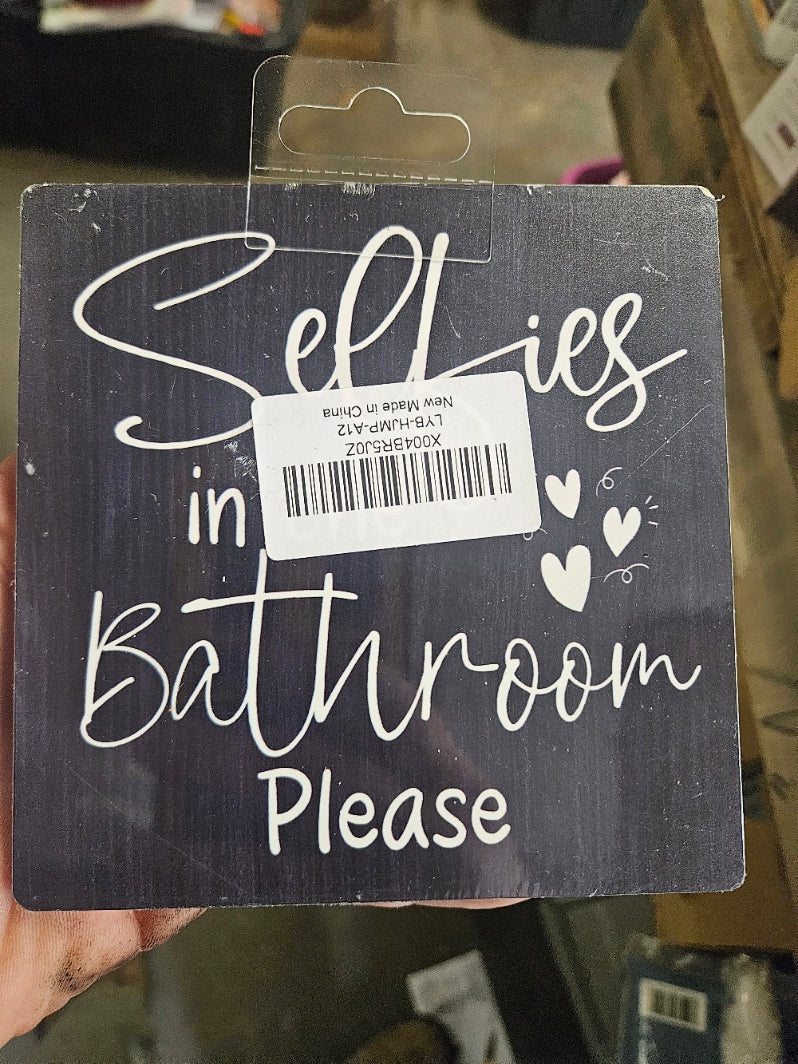 Selfies
New Made in China
LYB-HJMP-A12
X004BR5J0Z
in
Bathroom
Please